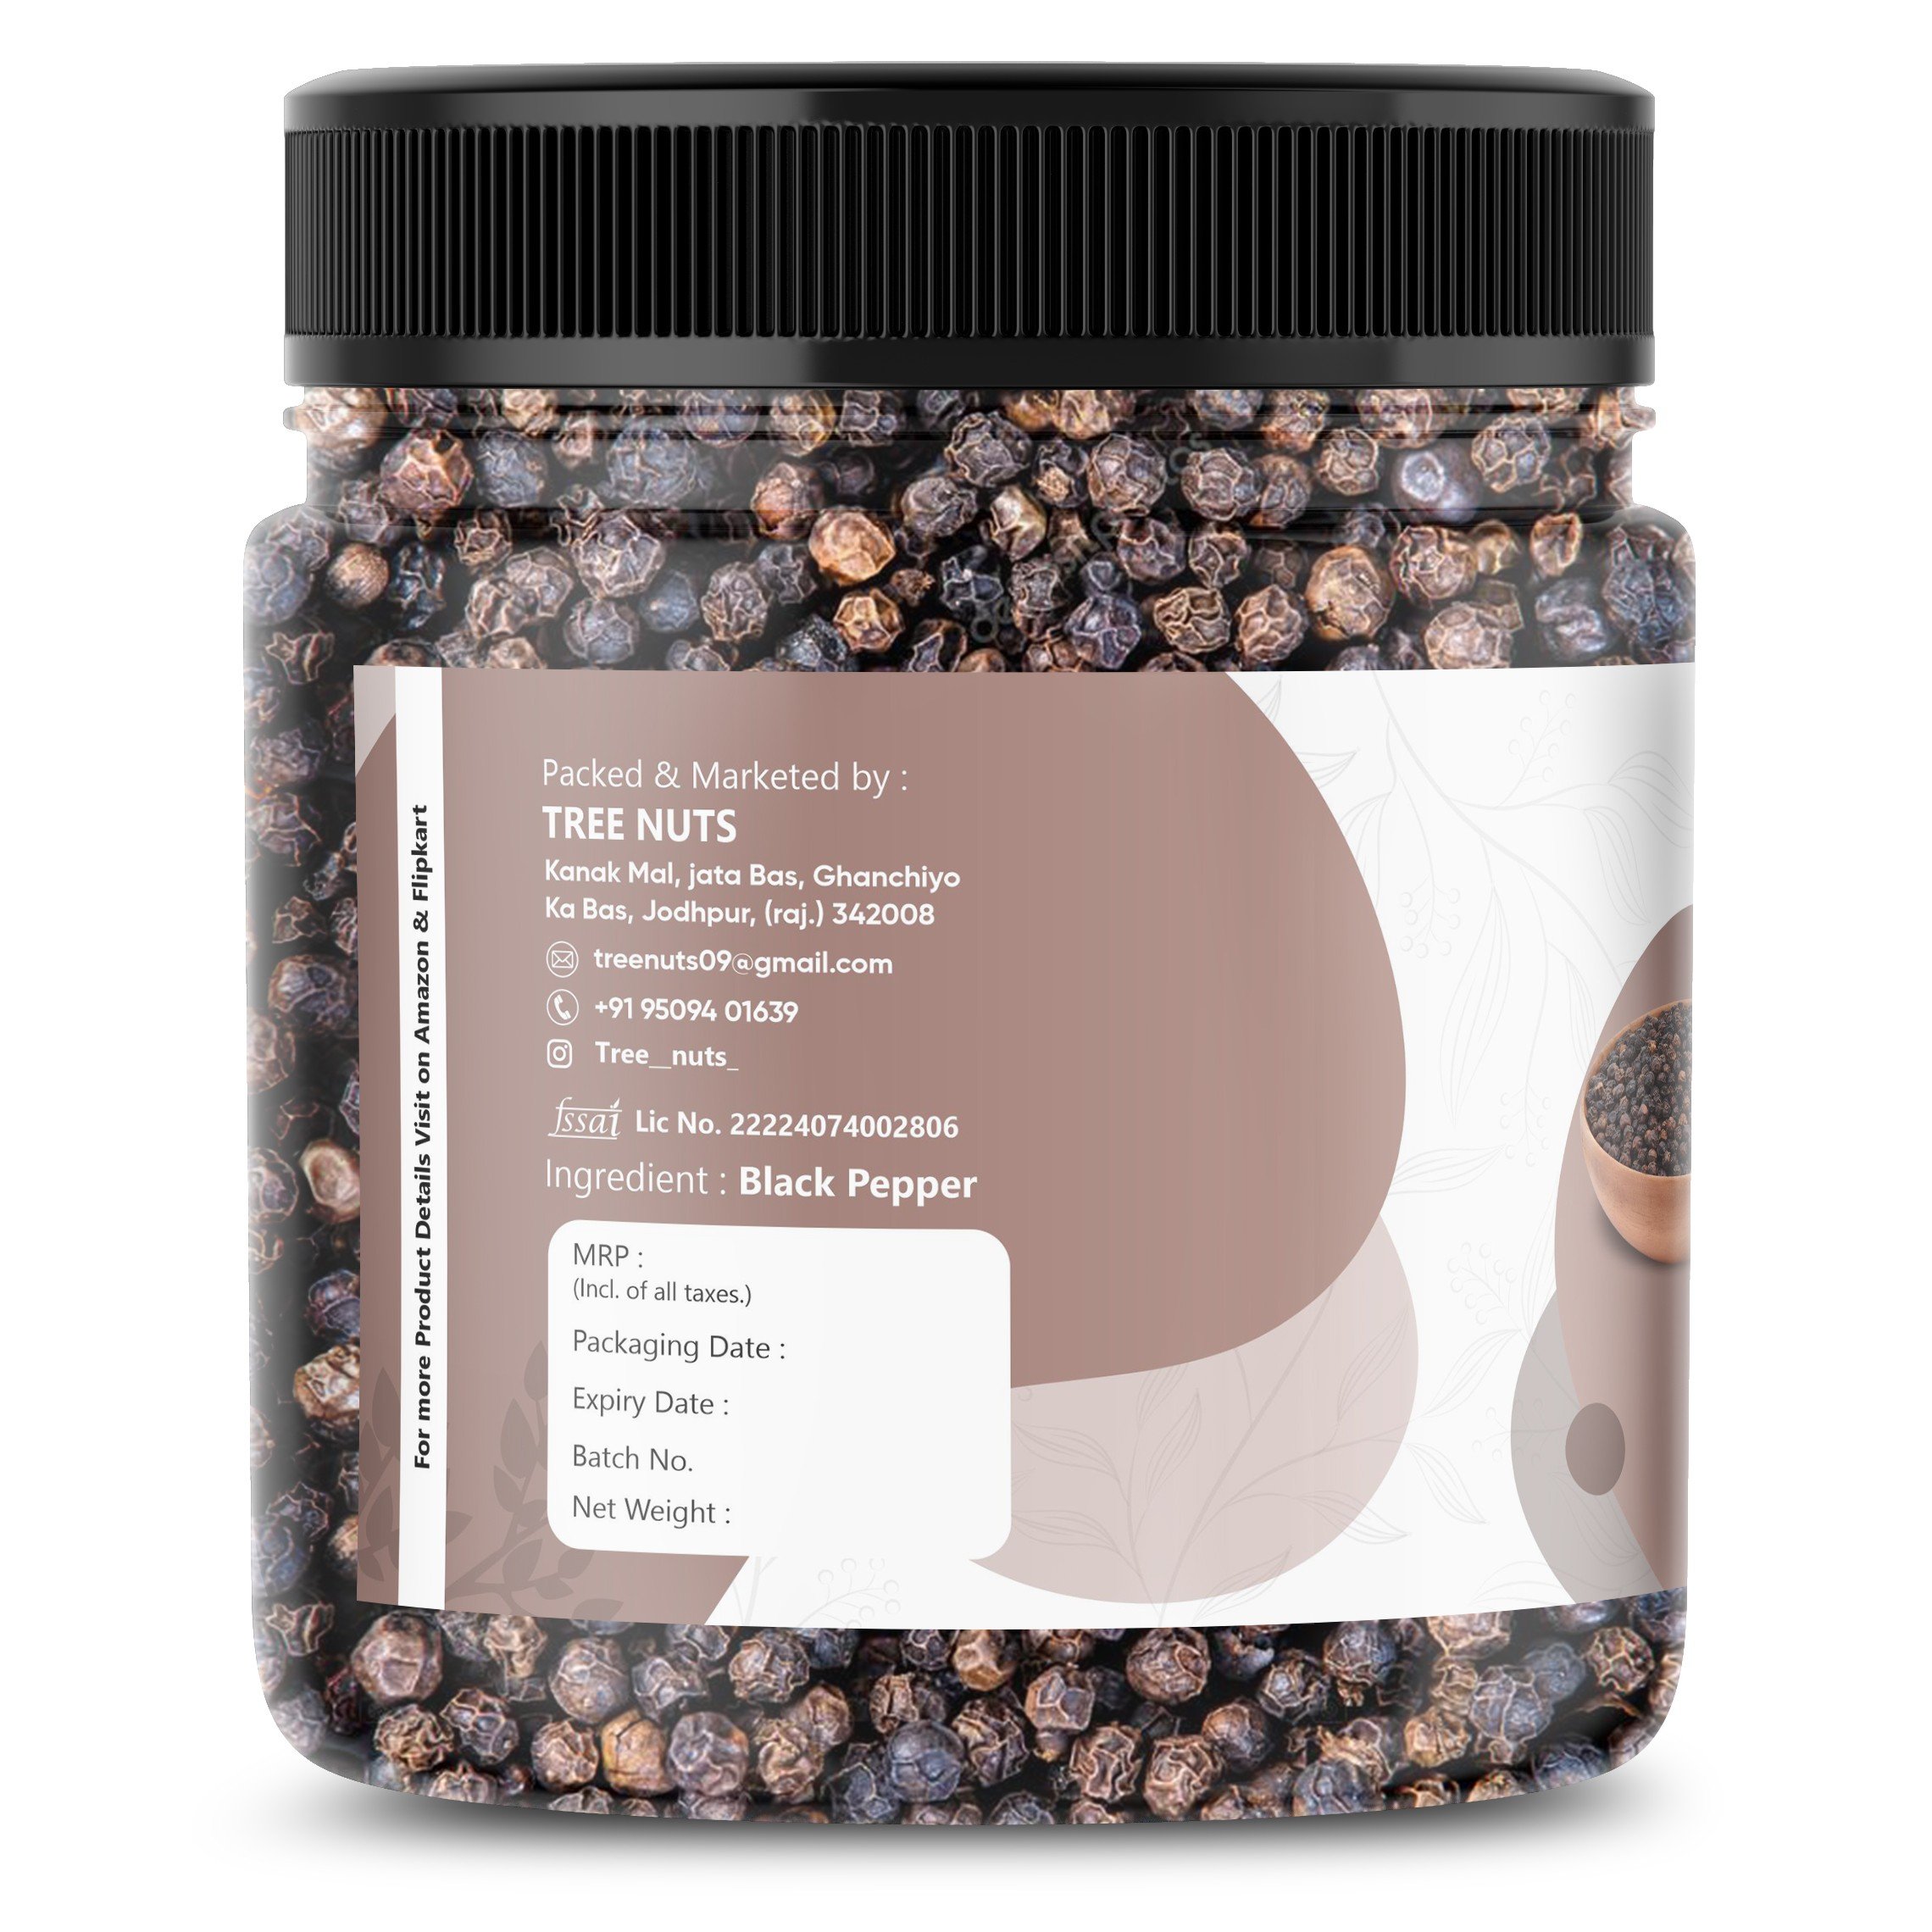 Packed & Marketed by :
TREE NUTS
Kanak Mal, jata Bas, Ghanchiyo
Ka Bas, Jodhpur, (raj.) 342008
treenuts09@gmail.com
+91 95094 01639
Tree__nuts_
fssai Lic No. 22224074002806
Ingredient : Black Pepper
MRP :
(Incl. of all taxes.)
Packaging Date :
Expiry Date :
Batch No.
Net Weight :
For more Product Details Visit on Amazon & Flipkart